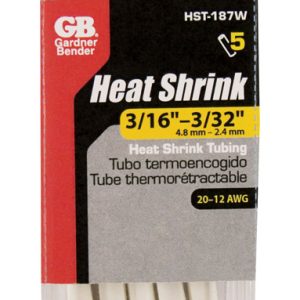 HST-187W
GB
Gardner
Bender
5
Heat Shrink
3/16"–3/32"
4.8 mm – 2.4 mm
Heat Shrink Tubing
Tubo termoencogido
Tube thermorétractable
20–12 AWG